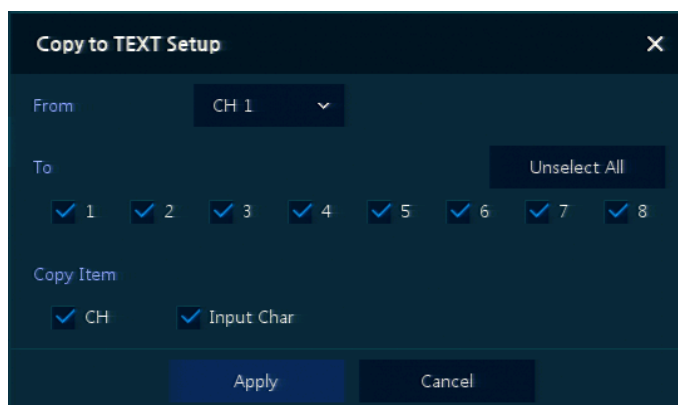 Copy to TEXT Setup
From CH 1
To Unselect All
1 2 3 4 5 6 7 8
Copy Item
CH Input Char
Apply Cancel